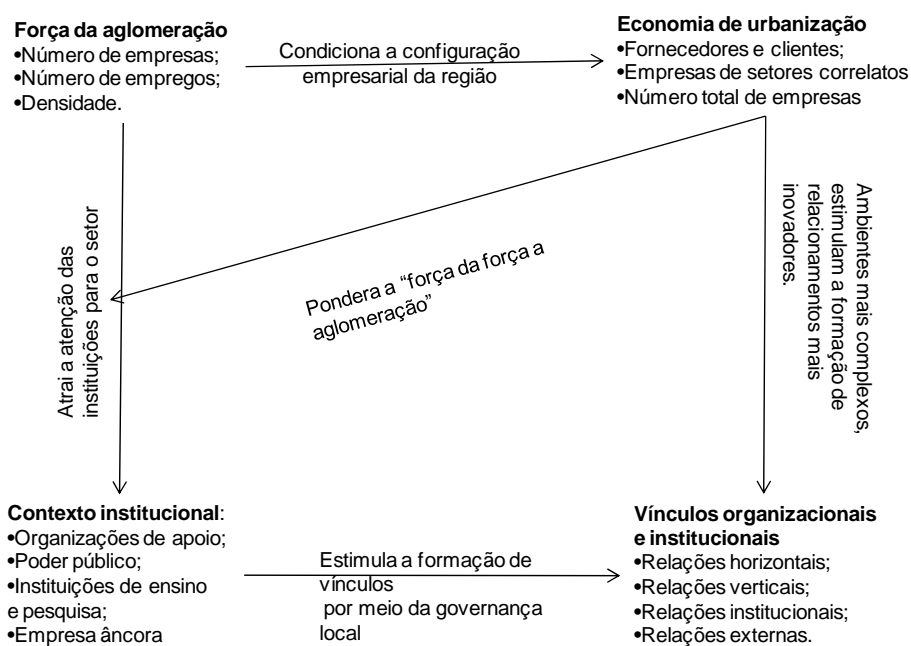 Força da aglomeração
•Número de empresas;
•Número de empregos;
•Densidade.
Condiciona a configuração
empresarial da região
Economia de urbanização
•Fornecedores e clientes;
•Empresas de setores correlatos
•Número total de empresas
Atrai a atenção das
instituições para o setor
Pondera a “força da força a
aglomeração”
Ambientes mais complexos,
estimulam a formação de
relacionamentos mais
inovadores.
Contexto institucional:
•Organizações de apoio;
•Poder público;
•Instituições de ensino
e pesquisa;
•Empresa âncora
Estimula a formação de
vínculos
por meio da governança
local
Vínculos organizacionais
e institucionais
•Relações horizontais;
•Relações verticais;
•Relações institucionais;
•Relações externas.